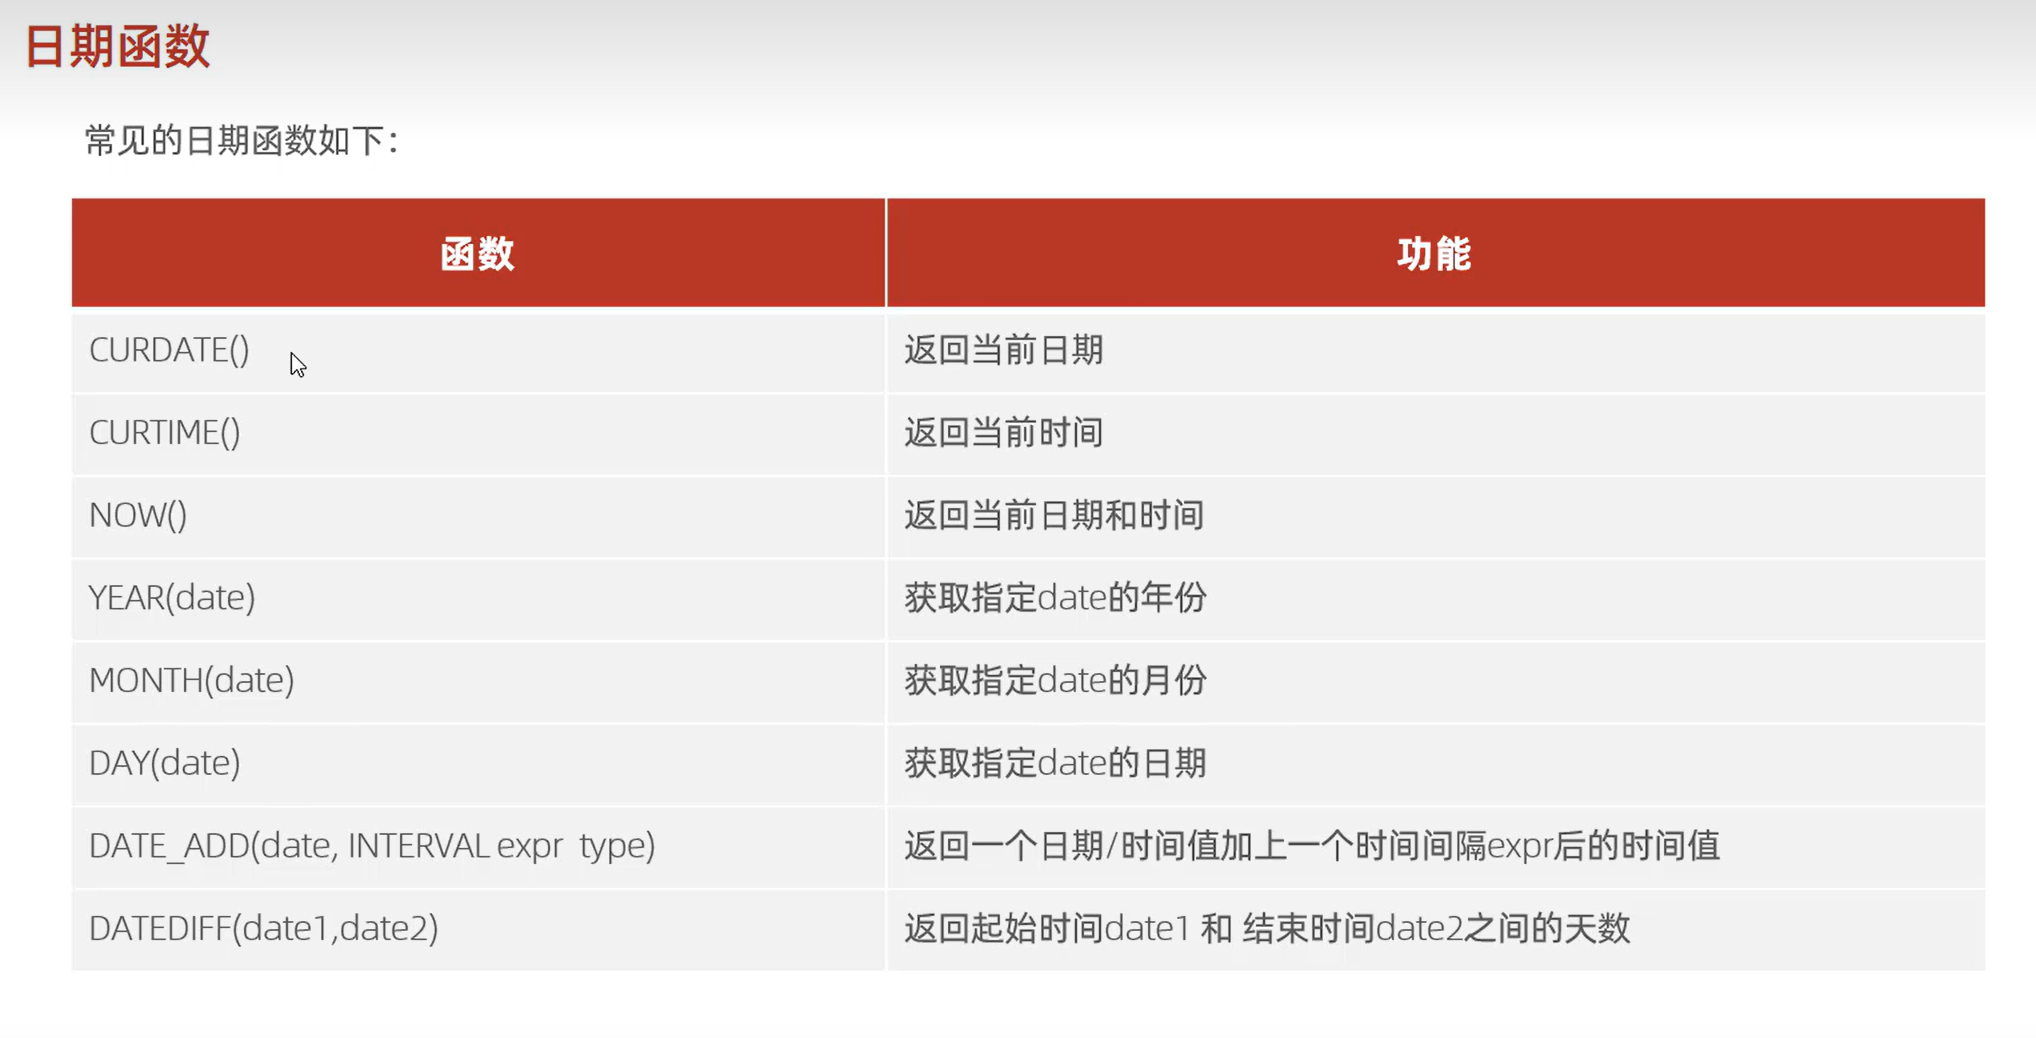 日期函数
常见的日期函数如下：
函数 功能
CURDATE() 返回当前日期
CURTIME() 返回当前时间
NOW() 返回当前日期和时间
YEAR(date) 获取指定date的年份
MONTH(date) 获取指定date的月份
DAY(date) 获取指定date的日期
DATE_ADD(date, INTERVAL expr type) 返回一个日期/时间值加上一个时间间隔expr后的时间值
DATEDIFF(date1,date2) 返回起始时间date1 和 结束时间date2之间的天数